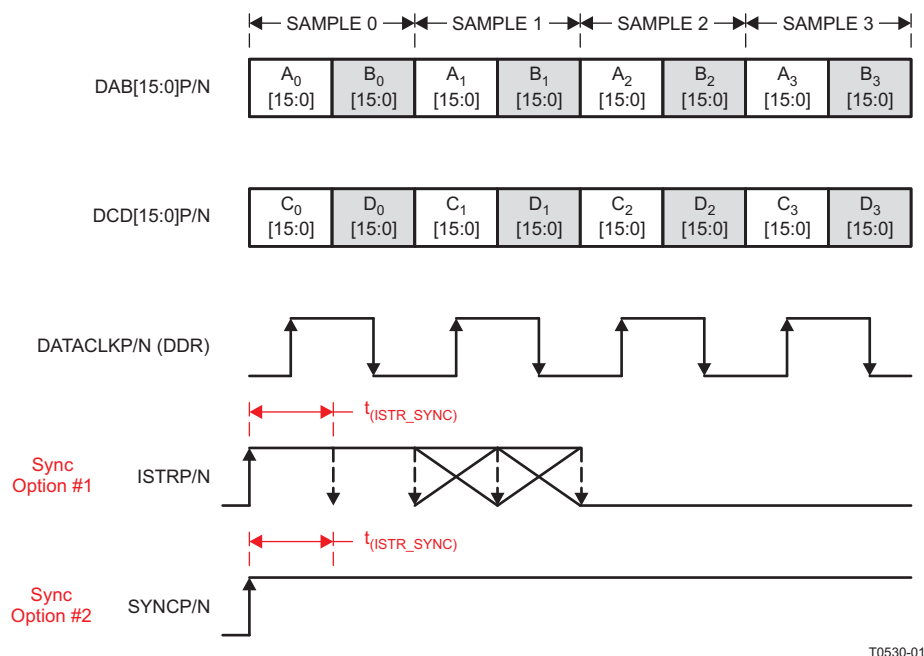 SAMPLE 0 SAMPLE 1 SAMPLE 2 SAMPLE 3
DAB[15:0]P/N
A0 B0 A1 B1 A2 B2 A3 B3
[15:0] [15:0] [15:0] [15:0] [15:0] [15:0] [15:0] [15:0]
DCD[15:0]P/N
C0 D0 C1 D1 C2 D2 C3 D3
[15:0] [15:0] [15:0] [15:0] [15:0] [15:0] [15:0] [15:0]
DATACLKP/N (DDR)
t(ISTR_SYNC)
Sync
Option #1
ISTRP/N
t(ISTR_SYNC)
Sync
Option #2
SYNCP/N
T0530-01